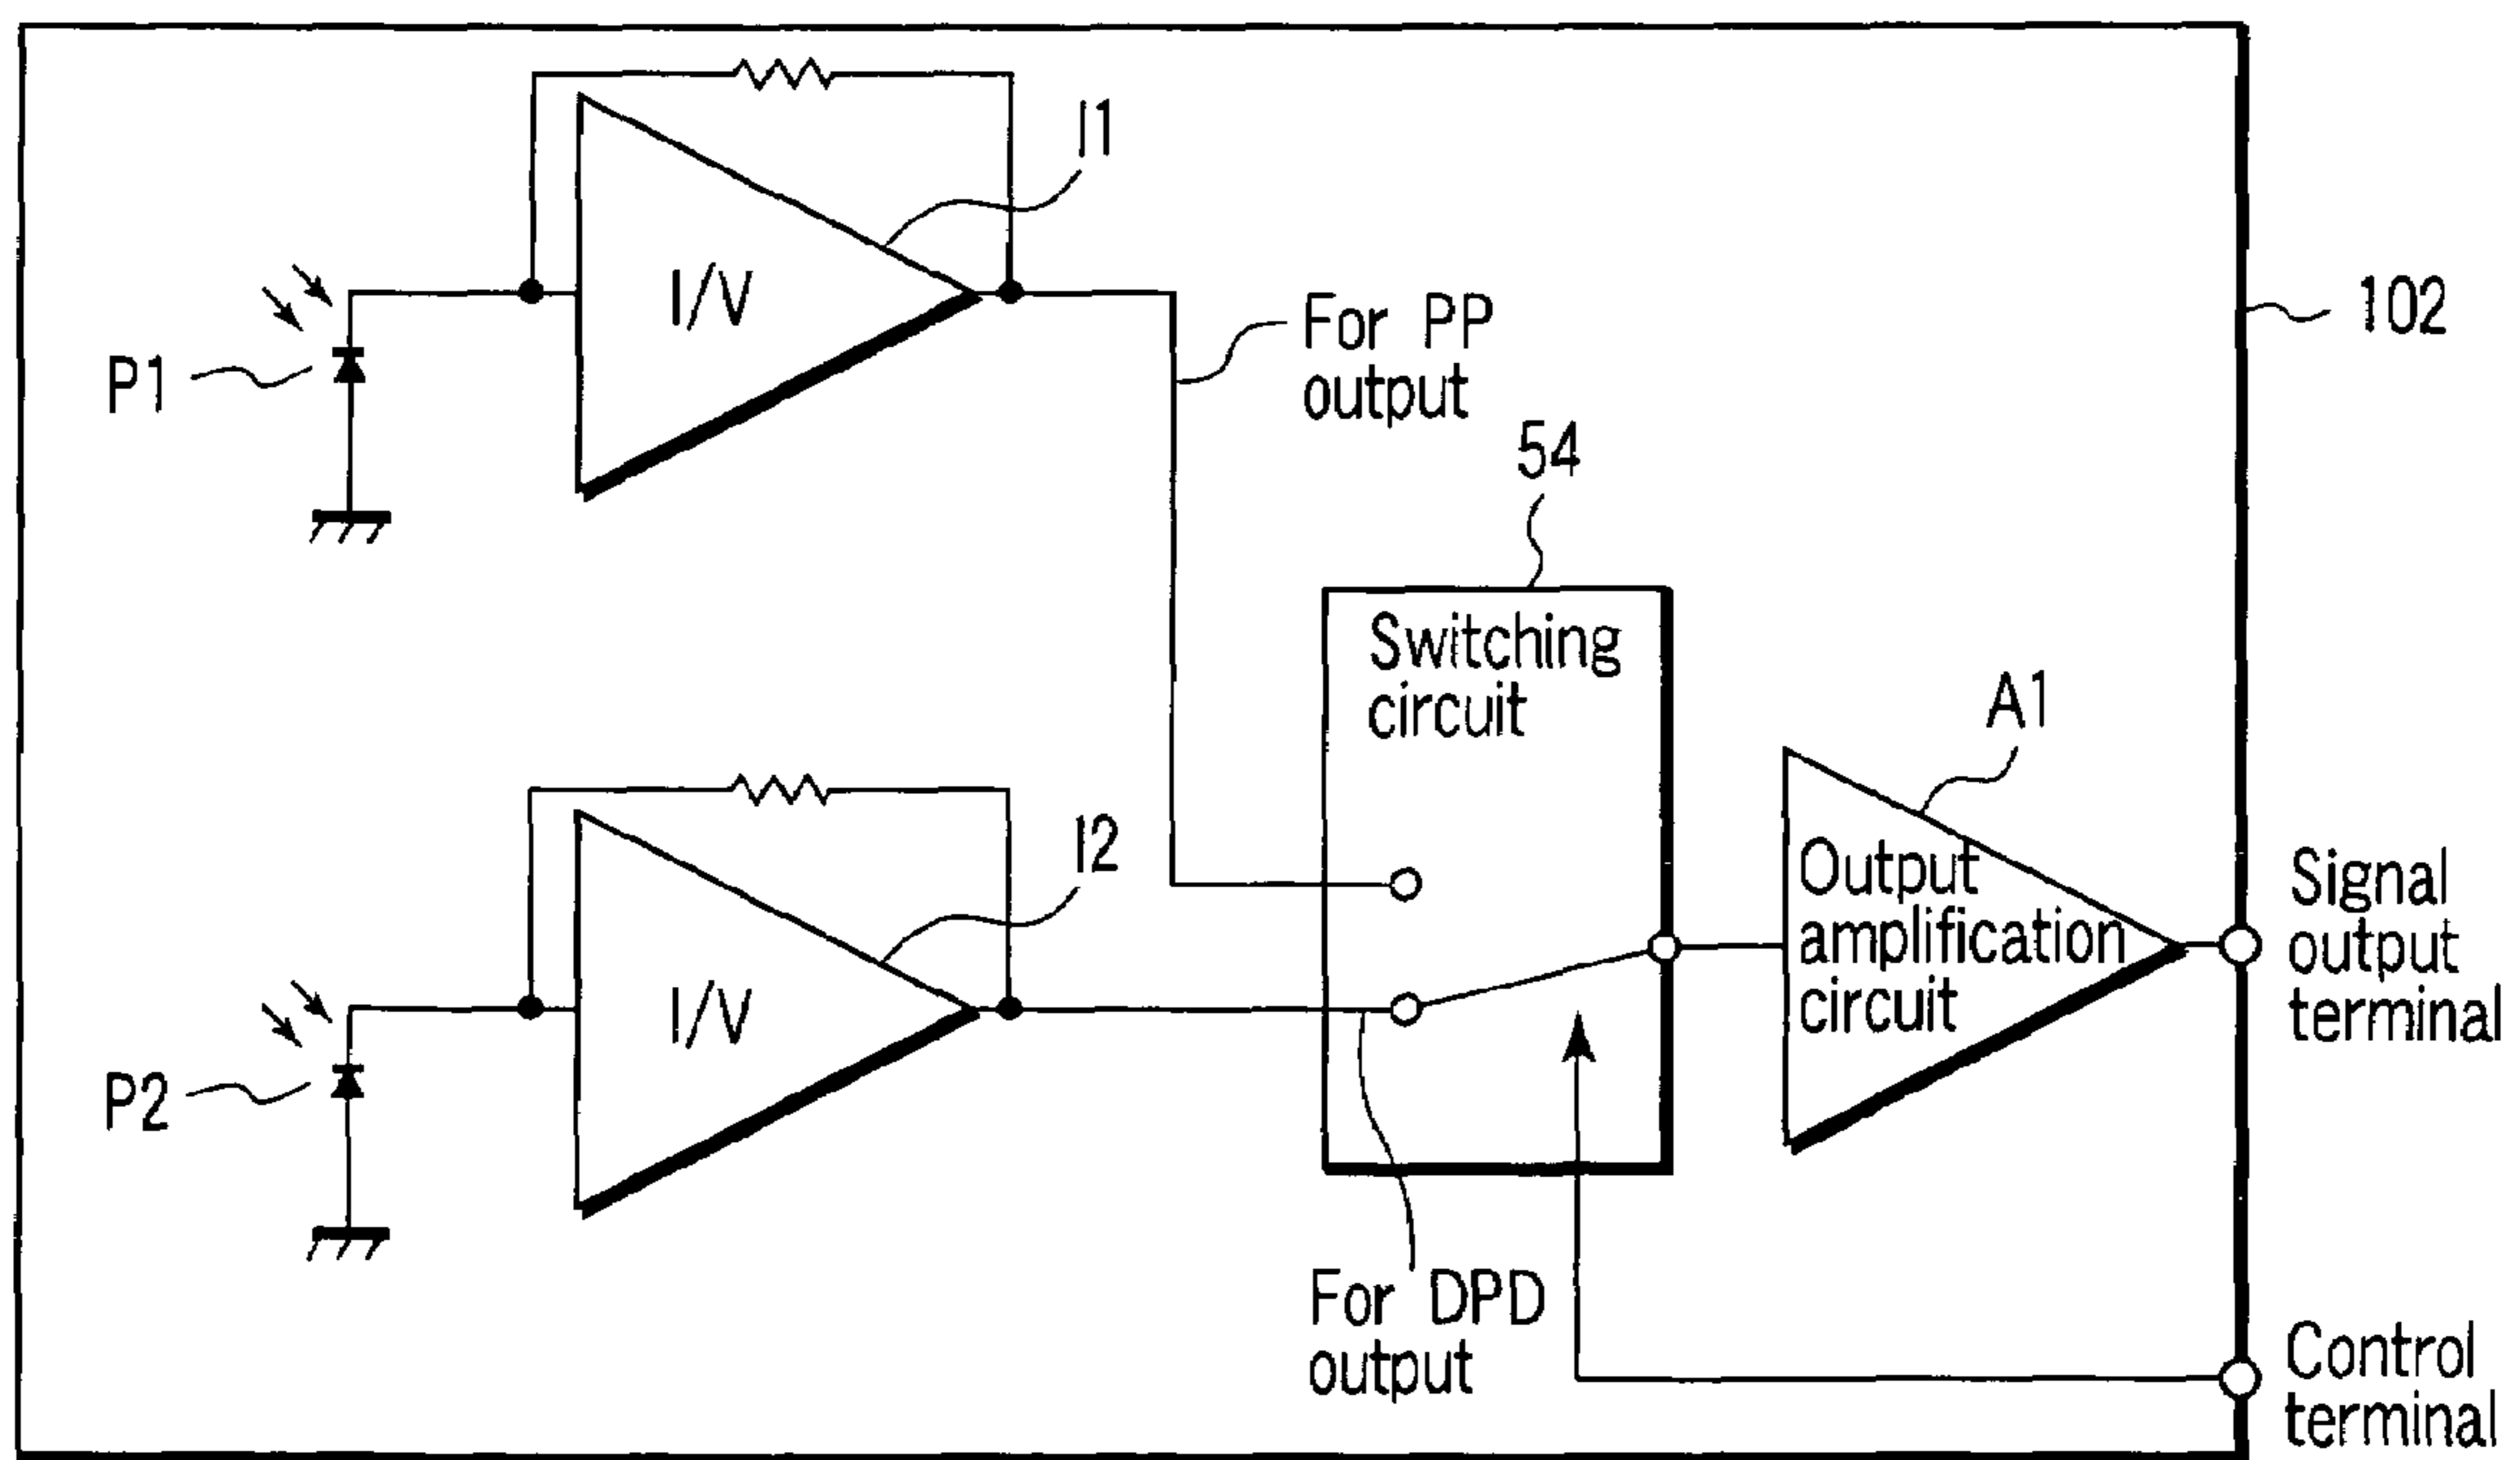 I1
I/V
P1
For PP
output
102
54
Switching
circuit
A1
I2
Output
amplification
circuit
Signal
output
terminal
I/V
P2
For DPD
output
Control
terminal